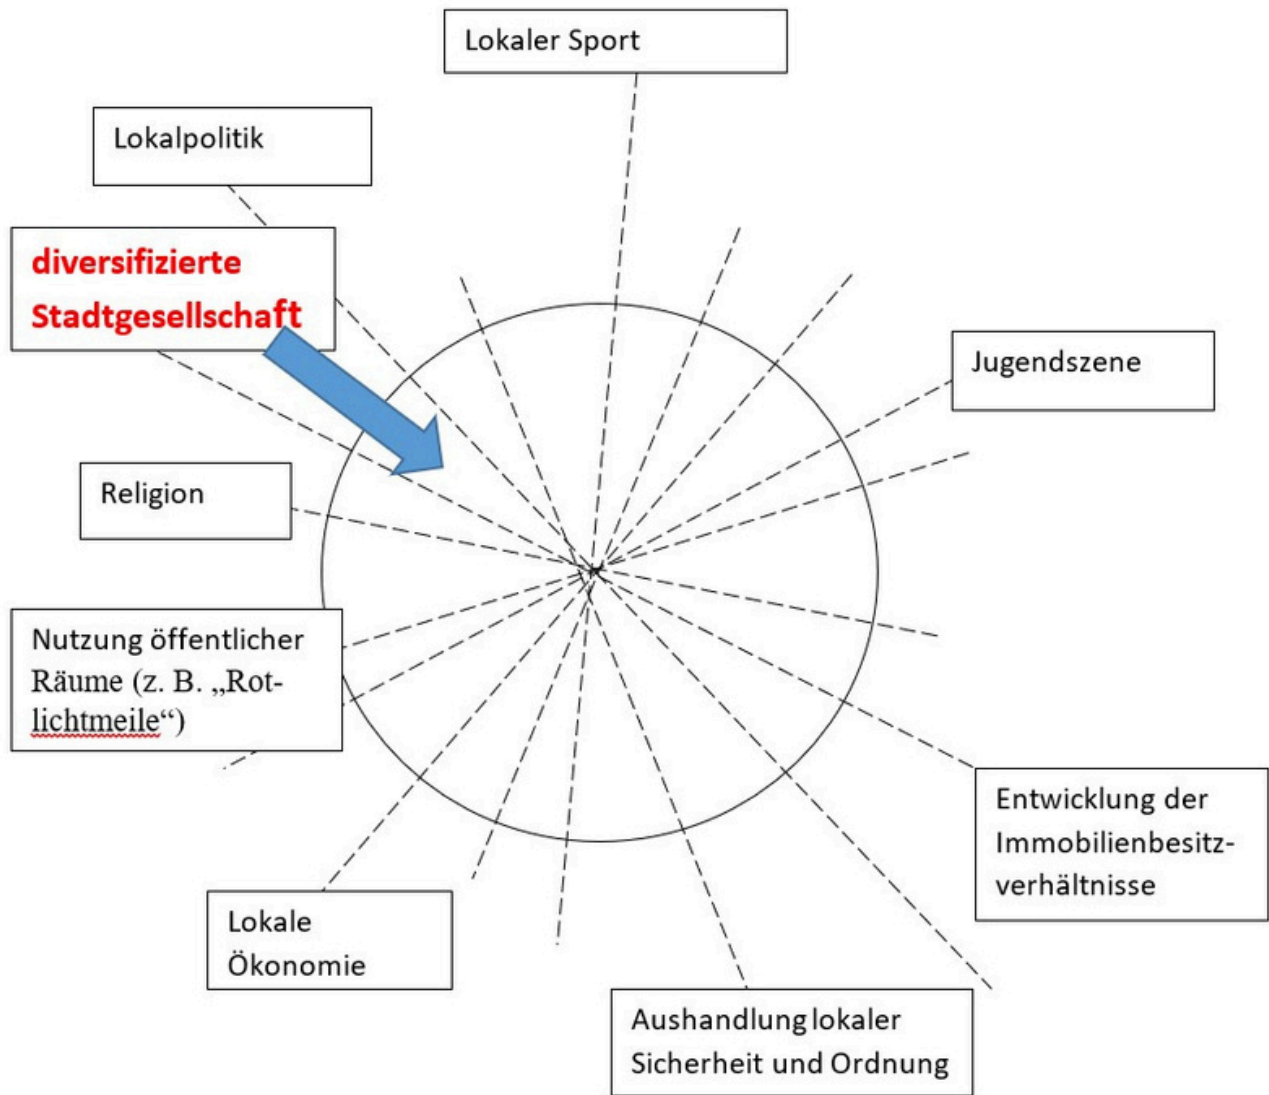 Lokaler Sport
Lokalpolitik
diversifizierte
Stadtgesellschaft
Jugendszene
Religion
Nutzung öffentlicher
Räume (z. B. „Rot-
lichtmeile“)
Entwicklung der
Immobilienbesitz-
verhältnisse
Lokale
Ökonomie
Aushandlung lokaler
Sicherheit und Ordnung